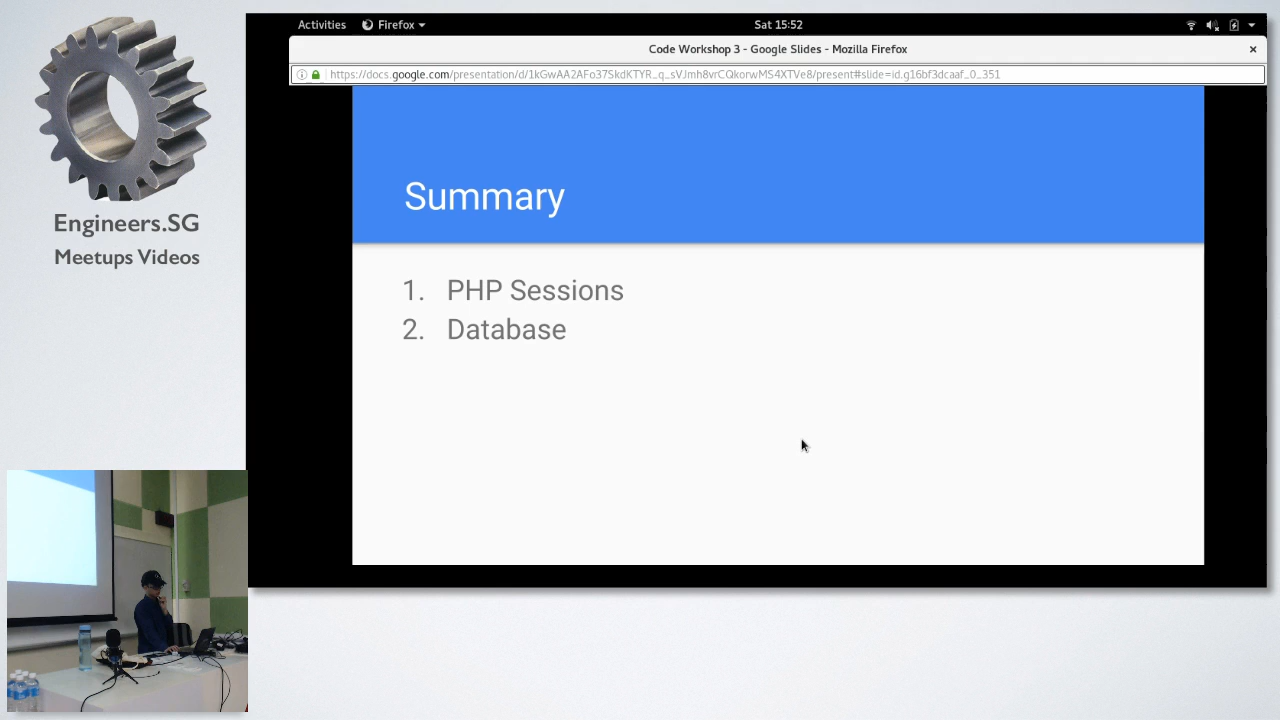 Activities
Firefox
Sat 15:52
Code Workshop 3 - Google Slides - Mozilla Firefox
https://docs.google.com/presentation/d/1kGwAA2AFo37SkdKTYR_q_sVJmh8vrCQkorwMS4XTVe8/present#slide=id.g16bf3dcaaf_0_351
Engineers.SG
Meetups Videos
Summary
1. PHP Sessions
2. Database